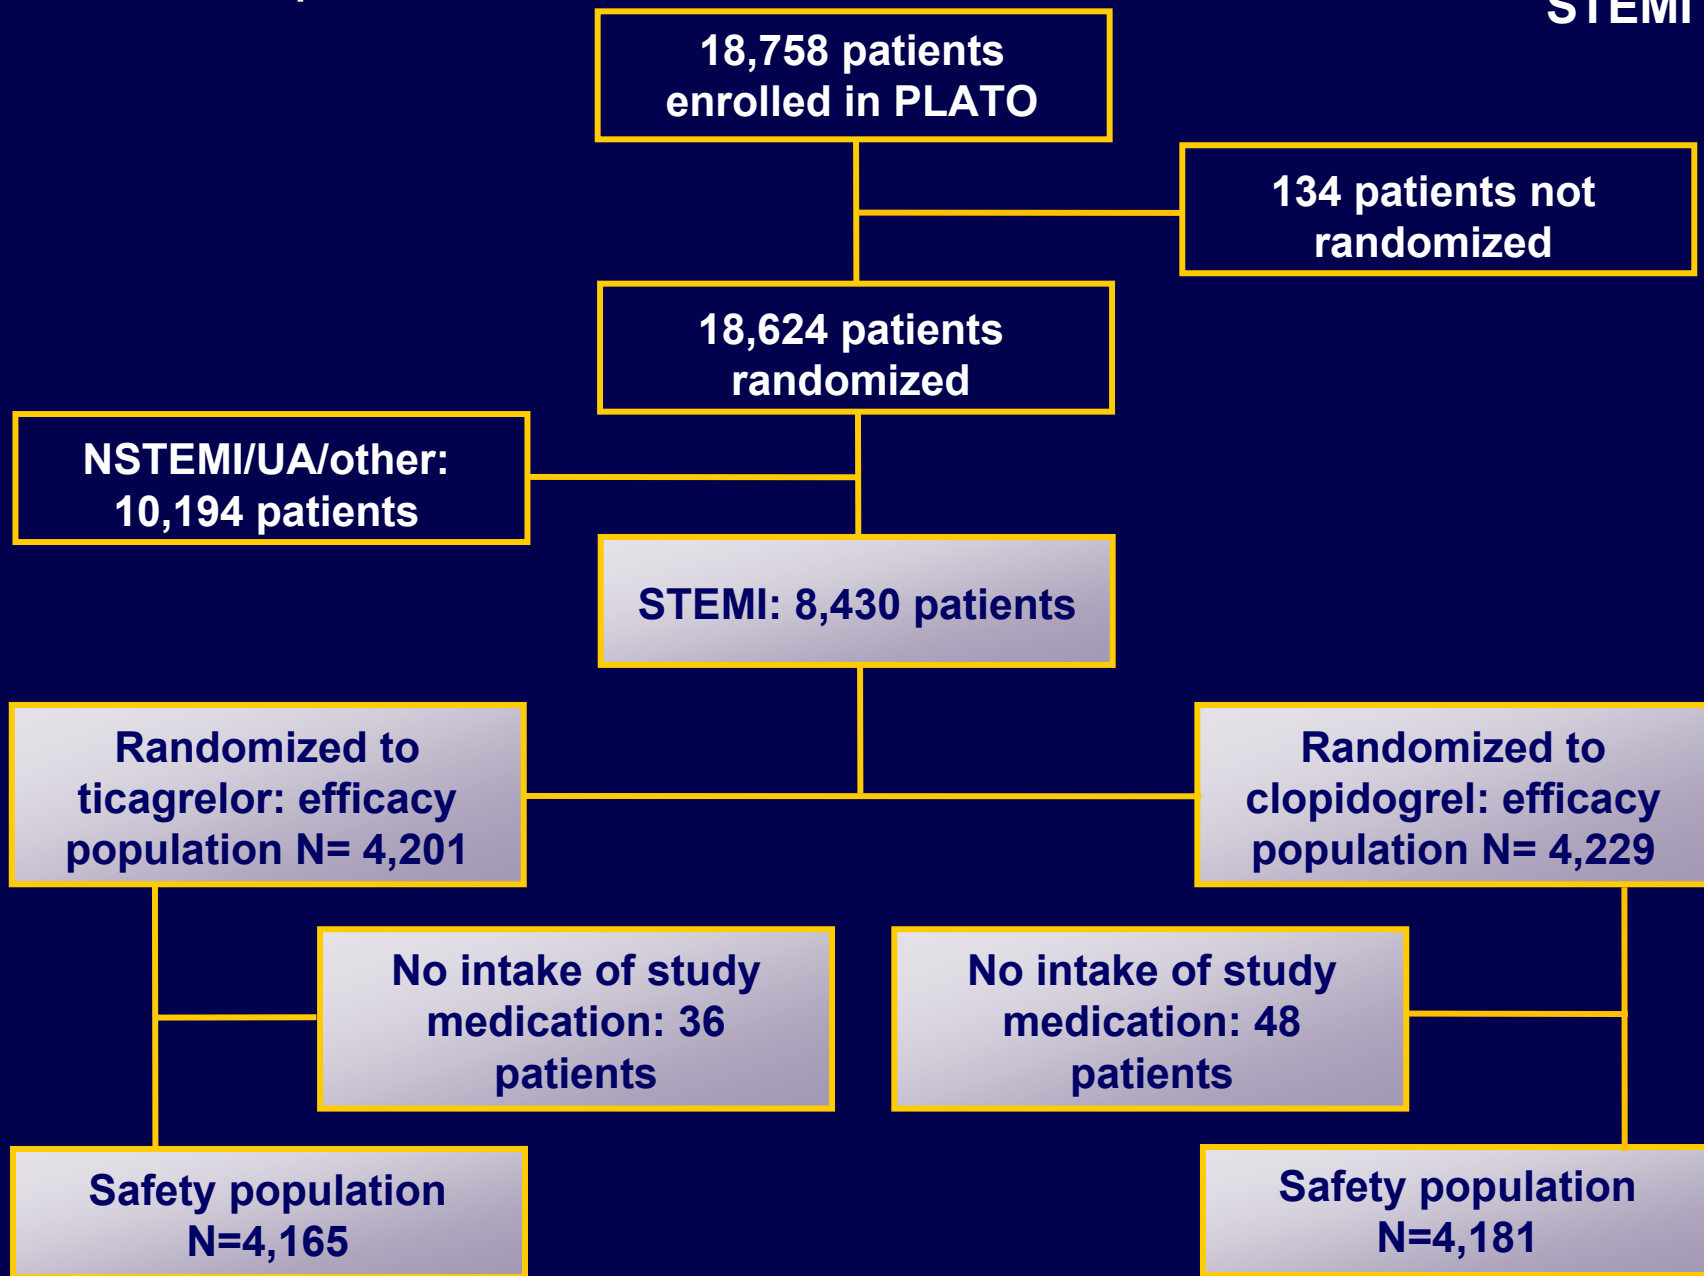 STEMI
18,758 patients
enrolled in PLATO
134 patients not
randomized
18,624 patients
randomized
NSTEMI/UA/other:
10,194 patients
STEMI: 8,430 patients
Randomized to
ticagrelor: efficacy
population N= 4,201
Randomized to
clopidogrel: efficacy
population N= 4,229
No intake of study
medication: 36
patients
No intake of study
medication: 48
patients
Safety population
N=4,165
Safety population
N=4,181